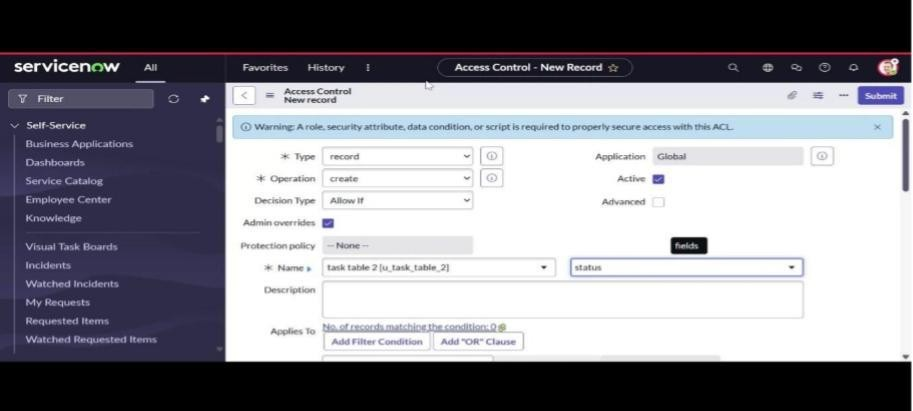 servicenow All Favorites History Access Control - New Record
Filter
Access Control
New record
Submit
Self-Service
Business Applications
Dashboards
Service Catalog
Employee Center
Knowledge
Visual Task Boards
Incidents
Watched Incidents
My Requests
Requested Items
Watched Requested Items
Warning: A role, security attribute, data condition, or script is required to properly secure access with this ACL.
* Type record Application Global
* Operation create Active
Decision Type Allow If Advanced
Admin overrides
Protection policy -- None --
fields
* Name task table 2 [u_task_table_2] status
Description
Applies To No. of records matching the condition: 0
Add Filter Condition Add "OR" Clause